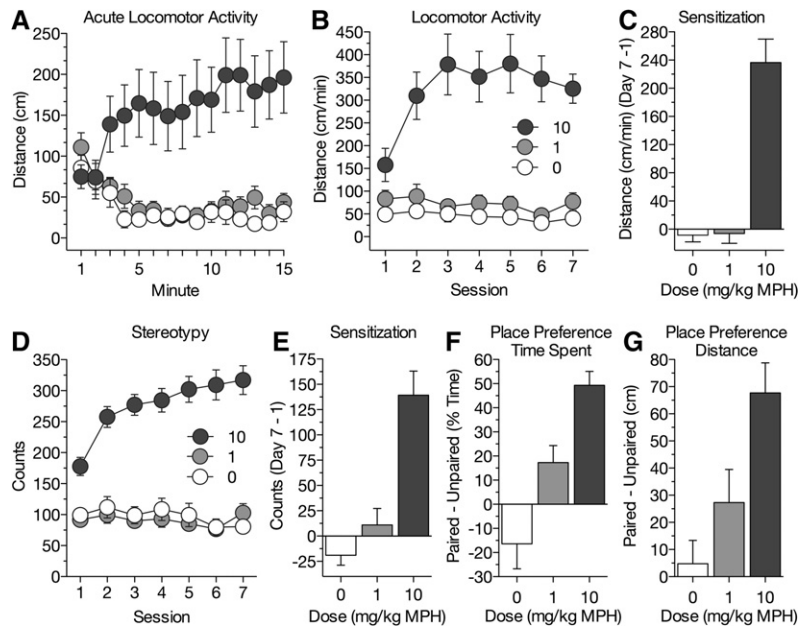 A
Acute Locomotor Activity
Distance (cm)
250
200
150
100
50
0
1 5 10 15
Minute
B
Locomotor Activity
Distance (cm/min)
450
400
350
300
250
200
150
100
50
0
10
1
0
1 2 3 4 5 6 7
Session
C
Sensitization
Distance (cm/min) (Day 7 -1)
280
240
200
160
120
80
40
0
0 1 10
Dose (mg/kg MPH)
D
Stereotypy
Counts
350
300
250
200
150
100
50
0
10
1
0
1 2 3 4 5 6 7
Session
E
Sensitization
Counts (Day 7 - 1)
175
150
125
100
75
50
25
0
-25
0 1 10
Dose (mg/kg MPH)
F
Place Preference
Time Spent
Paired - Unpaired (% Time)
60
50
40
30
20
10
0
-10
-20
-30
0 1 10
Dose (mg/kg MPH)
G
Place Preference
Distance
Paired - Unpaired (cm)
80
70
60
50
40
30
20
10
0
0 1 10
Dose (mg/kg MPH)